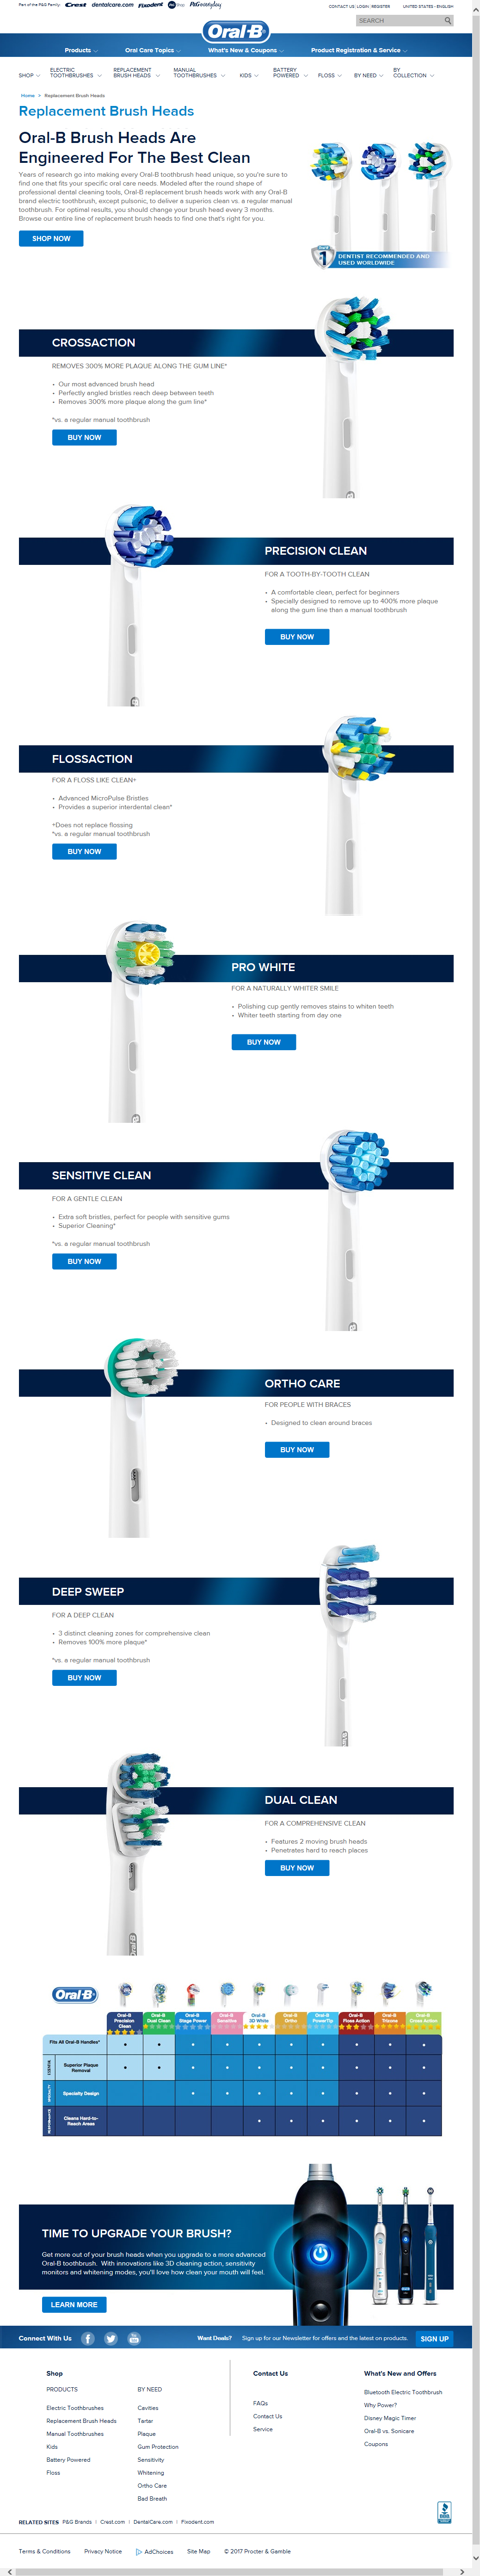 Part of the P&G Family
Crest
dentalcare.com
Fixodent
P&G Shop
P&G everyday
CONTACT US | LOGIN | REGISTER
UNITED STATES - ENGLISH
Oral-B
SEARCH
Products
Oral Care Topics
What's New & Coupons
Product Registration & Service
SHOP
ELECTRIC
TOOTHBRUSHES
REPLACEMENT
BRUSH HEADS
MANUAL
TOOTHBRUSHES
KIDS
BATTERY
POWERED
FLOSS
BY NEED
BY
COLLECTION
Home > Replacement Brush Heads
Replacement Brush Heads
Oral-B Brush Heads Are
Engineered For The Best Clean
Years of research go into making every Oral-B toothbrush head unique, so you're sure to
find one that fits your specific oral care needs. Modeled after the round shape of
professional dental cleaning tools, Oral-B replacement brush heads work with any Oral-B
brand electric toothbrush, except pulsonic, to deliver a superios clean vs. a regular manual
toothbrush. For optimal results, you should change your brush head every 3 months.
Browse our entire line of replacement brush heads to find one that's right for you.
SHOP NOW
1
DENTIST RECOMMENDED AND
USED WORLDWIDE
CROSSACTION
REMOVES 300% MORE PLAQUE ALONG THE GUM LINE*
• Our most advanced brush head
• Perfectly angled bristles reach deep between teeth
• Removes 300% more plaque along the gum line*
*vs. a regular manual toothbrush
BUY NOW
PRECISION CLEAN
FOR A TOOTH-BY-TOOTH CLEAN
• A comfortable clean, perfect for beginners
• Specially designed to remove up to 400% more plaque
along the gum line than a manual toothbrush
BUY NOW
FLOSSACTION
FOR A FLOSS LIKE CLEAN+
• Advanced MicroPulse Bristles
• Provides a superior interdental clean*
+Does not replace flossing
*vs. a regular manual toothbrush
BUY NOW
PRO WHITE
FOR A NATURALLY WHITER SMILE
• Polishing cup gently removes stains to whiten teeth
• Whiter teeth starting from day one
BUY NOW
SENSITIVE CLEAN
FOR A GENTLE CLEAN
• Extra soft bristles, perfect for people with sensitive gums
• Superior Cleaning*
*vs. a regular manual toothbrush
BUY NOW
ORTHO CARE
FOR PEOPLE WITH BRACES
• Designed to clean around braces
BUY NOW
DEEP SWEEP
FOR A DEEP CLEAN
• 3 distinct cleaning zones for comprehensive clean
• Removes 100% more plaque*
*vs. a regular manual toothbrush
BUY NOW
DUAL CLEAN
FOR A COMPREHENSIVE CLEAN
• Features 2 moving brush heads
• Penetrates hard to reach places
BUY NOW
Oral-B
Oral-B Precision Clean
Oral-B Dual Clean
Oral-B Stage Power
Oral-B Sensitive
Oral-B 3D White
Oral-B Ortho
Oral-B PowerTip
Oral-B Floss Action
Oral-B Trizone
Oral-B Cross Action
Fits All Oral-B Handles*
Superior Plaque
Removal
SPECIALTY
Specialty Design
PERFORMANCE
Cleans Hard-to-
Reach Areas
TIME TO UPGRADE YOUR BRUSH?
Get more out of your brush heads when you upgrade to a more advanced
Oral-B toothbrush. With innovations like 3D cleaning action, sensitivity
monitors and whitening modes, you'll love how clean your mouth will feel.
LEARN MORE
Connect With Us
Want Deals?
Sign up for our Newsletter for offers and the latest on products.
SIGN UP
Shop
Contact Us
What's New and Offers
PRODUCTS
BY NEED
Electric Toothbrushes
Replacement Brush Heads
Manual Toothbrushes
Kids
Battery Powered
Floss
Cavities
Tartar
Plaque
Gum Protection
Sensitivity
Whitening
Ortho Care
Bad Breath
FAQs
Contact Us
Service
Bluetooth Electric Toothbrush
Why Power?
Disney Magic Timer
Oral-B vs. Sonicare
Coupons
BBB
RELATED SITES P&G Brands | Crest.com | DentalCare.com | Fixodent.com
Terms & Conditions
Privacy Notice
AdChoices
Site Map
© 2017 Procter & Gamble